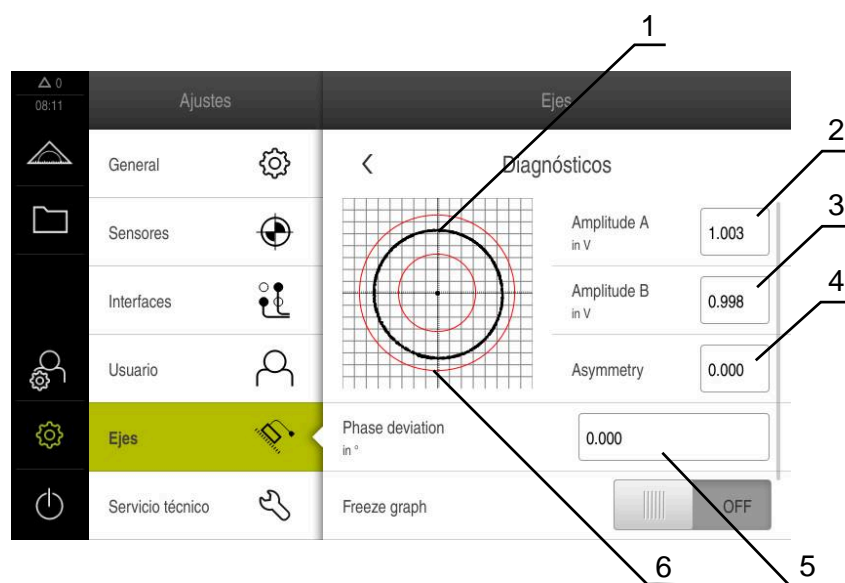 1
△ 0
08:11
Ajustes
Ejes
General
Diagnósticos
2
Amplitude A
in V
1.003
3
Sensores
Interfaces
Amplitude B
in V
0.998
4
Usuario
Asymmetry
0.000
Ejes
Phase deviation
in °
0.000
Servicio técnico
Freeze graph
OFF
6
5